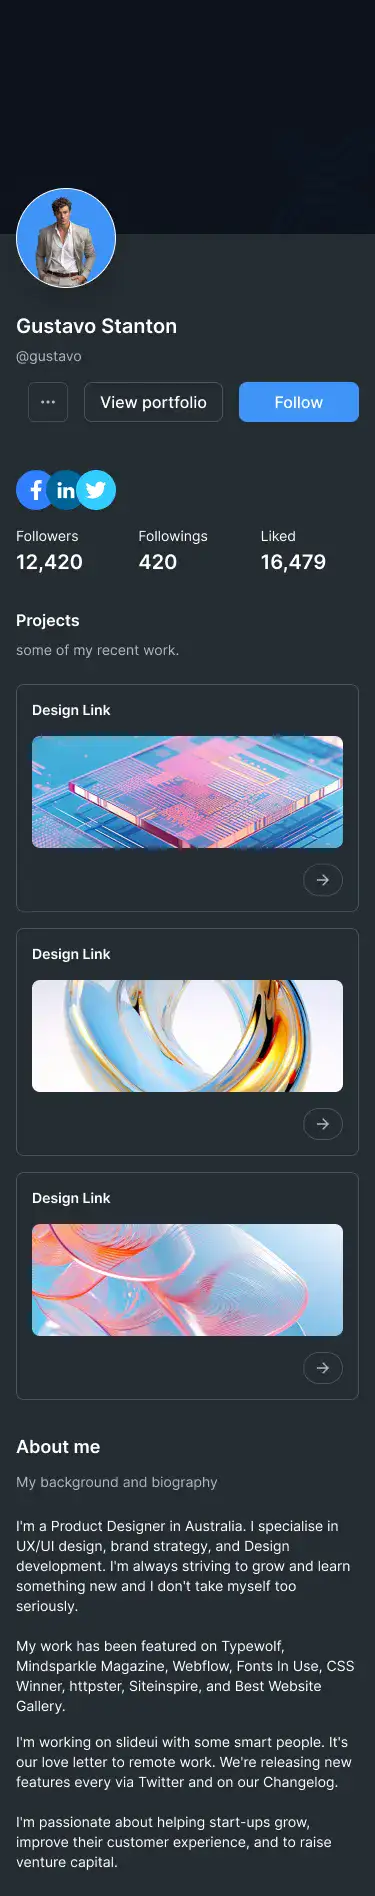 Gustavo Stanton
@gustavo
View portfolio
Follow
Followers Followings Liked
12,420 420 16,479
Projects
some of my recent work.
Design Link
Design Link
Design Link
About me
My background and biography
I'm a Product Designer in Australia. I specialise in
UX/UI design, brand strategy, and Design
development. I'm always striving to grow and learn
something new and I don't take myself too
seriously.
My work has been featured on Typewolf,
Mindsparkle Magazine, Webflow, Fonts In Use, CSS
Winner, httpster, Siteinspire, and Best Website
Gallery.
I'm working on slideui with some smart people. It's
our love letter to remote work. We're releasing new
features every via Twitter and on our Changelog.
I'm passionate about helping start-ups grow,
improve their customer experience, and to raise
venture capital.